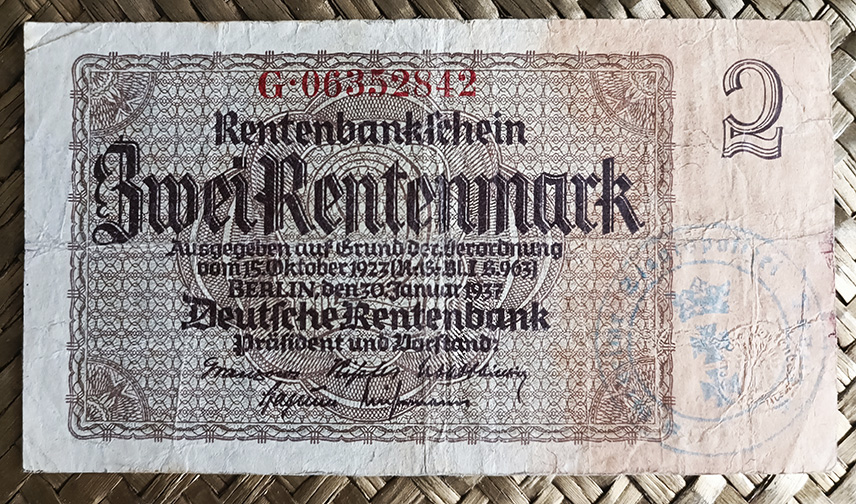 G·06352842
2
Rentenbankschein
Zwei Rentenmark
Ausgegeben auf Grund der Verordnung
vom 15. Oktober 1923 (R.G.Bl. I S. 963)
BERLIN, den 30. Januar 1937
Deutsche Rentenbank
Präsident und Vorstand: